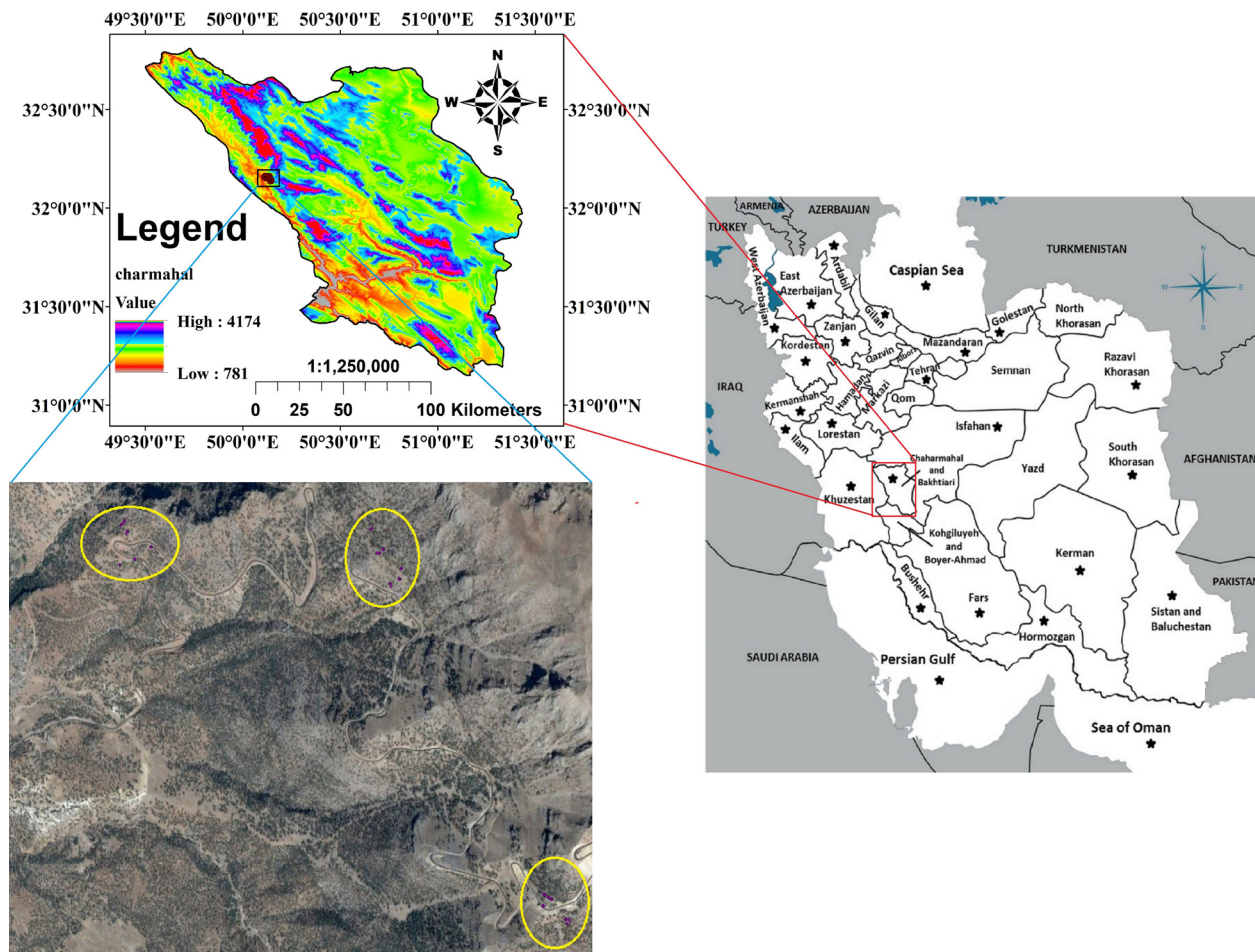 49°30'0"E 50°0'0"E 50°30'0"E 51°0'0"E 51°30'0"E
N
W E
S
32°30'0"N 32°30'0"N
32°0'0"N 32°0'0"N
31°30'0"N 31°30'0"N
31°0'0"N 31°0'0"N
Legend
charmahal
Value
High : 4174
Low : 781
1:1,250,000
0 25 50 100 Kilometers
49°30'0"E 50°0'0"E 50°30'0"E 51°0'0"E 51°30'0"E
ARMENIA
AZERBAIJAN
TURKEY
TURKMENISTAN
N
W E
S
West Azerbaijan
East
Azerbaijan
Ardabil
Gilan
Caspian Sea
Zanjan
Golestan
North
Khorasan
Kordestan
Qazvin
Alborz
Mazandaran
Tehran
Semnan
Razavi
Khorasan
IRAQ
Kermanshah
Hamadan
Markazi
Qom
Ilam
Lorestan
Isfahan
Yazd
South
Khorasan
AFGHANISTAN
Khuzestan
Chaharmahal and
Bakhtiari
Kohgiluyeh
and
Boyer-Ahmad
Kerman
PAKISTAN
Bushehr
Fars
Hormozgan
Sistan and
Baluchestan
SAUDI ARABIA
Persian Gulf
Sea of Oman